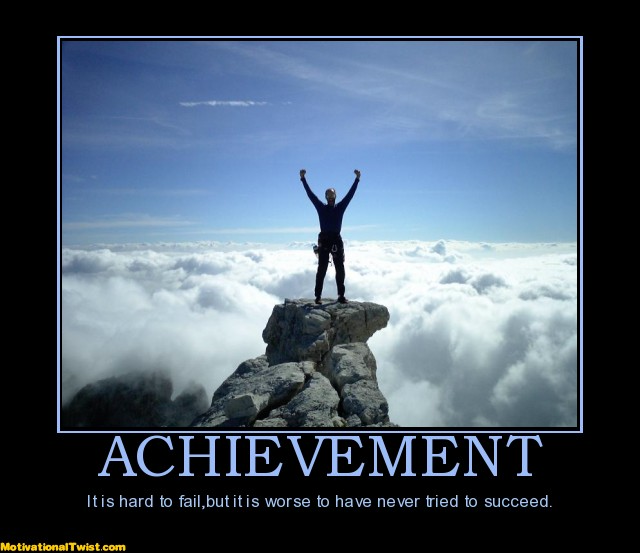 ACHIEVEMENT
It is hard to fail,but it is worse to have never tried to succeed.
MotivationalTwist.com